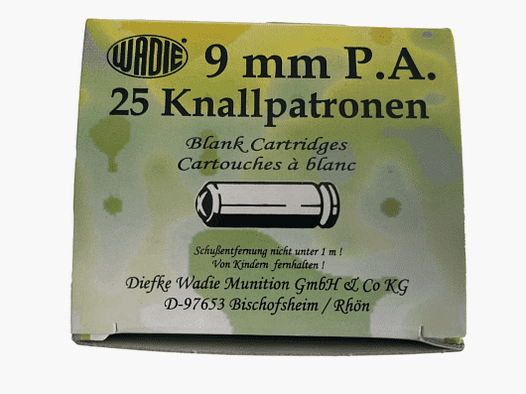 WADIE 9 mm P.A.
25 Knallpatronen
Blank Cartridges
Cartouches à blanc
Schußentfernung nicht unter 1 m !
Von Kindern fernhalten !
Diefke Wadie Munition GmbH & Co KG
D-97653 Bischofsheim / Rhön